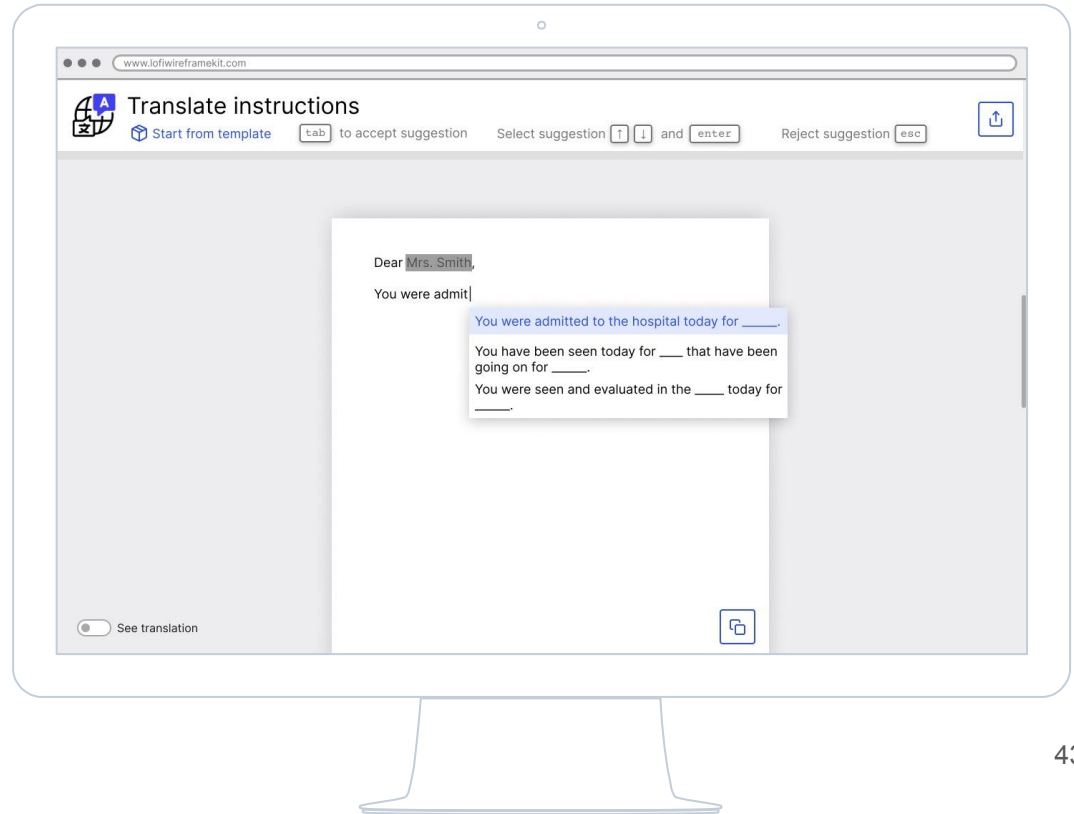 www.lofiwireframekit.com
A
文
Translate instructions
Start from template tab to accept suggestion Select suggestion ↑ ↓ and enter Reject suggestion esc
Dear Mrs. Smith,
You were admit
You were admitted to the hospital today for _____.
You have been seen today for ___ that have been
going on for _____.
You were seen and evaluated in the ____ today for
_____.
See translation